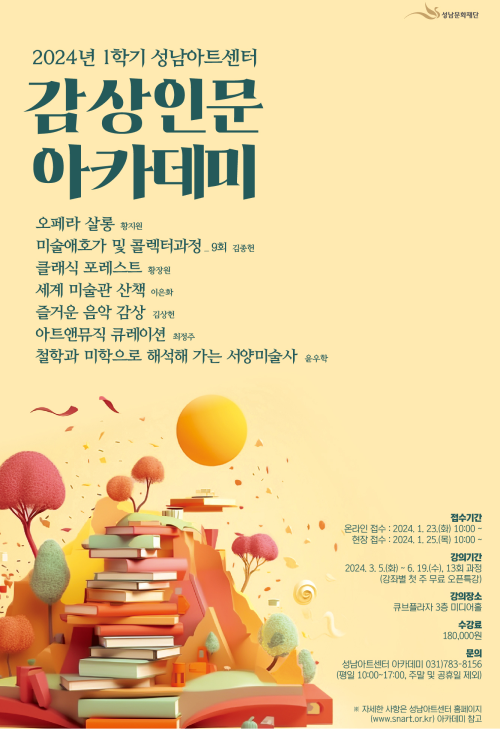 성남문화재단
2024년 1학기 성남아트센터
감상인문
아카데미
오페라 살롱 황지원
미술애호가 및 콜렉터과정 _ 9회 김종헌
클래식 포레스트 황장원
세계 미술관 산책 이은화
즐거운 음악 감상 김상헌
아트앤뮤직 큐레이션 최정주
철학과 미학으로 해석해 가는 서양미술사 윤우학
접수기간
온라인 접수 : 2024. 1. 23.(화) 10:00 ~
현장 접수 : 2024. 1. 25.(목) 10:00 ~
강의기간
2024. 3. 5.(화) ~ 6. 19.(수), 13회 과정
(강좌별 첫 주 무료 오픈특강)
강의장소
큐브플라자 3층 미디어홀
수강료
180,000원
문의
성남아트센터 아카데미 031)783-8156
(평일 10:00~17:00, 주말 및 공휴일 제외)
※ 자세한 사항은 성남아트센터 홈페이지
(www.snart.or.kr) 아카데미 참고